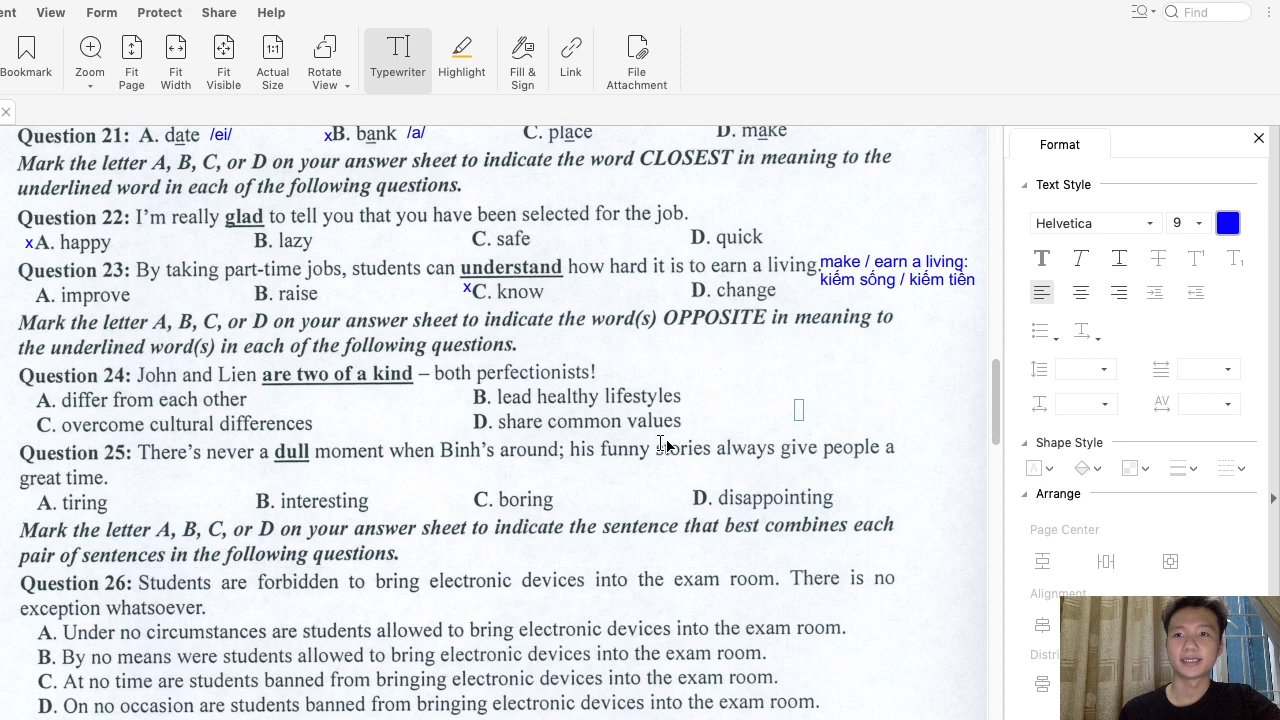 ent View Form Protect Share Help
Find
Bookmark Zoom Fit Page Fit Width Fit Visible Actual Size Rotate View Typewriter Highlight Fill & Sign Link File Attachment
Question 21: A. date /ei/ xB. bank /a/ C. place D. make
Mark the letter A, B, C, or D on your answer sheet to indicate the word CLOSEST in meaning to the
underlined word in each of the following questions.
Question 22: I'm really glad to tell you that you have been selected for the job.
xA. happy B. lazy C. safe D. quick
Question 23: By taking part-time jobs, students can understand how hard it is to earn a living.
make / earn a living:
kiếm sống / kiếm tiền
A. improve B. raise xC. know D. change
Mark the letter A, B, C, or D on your answer sheet to indicate the word(s) OPPOSITE in meaning to
the underlined word(s) in each of the following questions.
Question 24: John and Lien are two of a kind – both perfectionists!
A. differ from each other B. lead healthy lifestyles
C. overcome cultural differences D. share common values
Question 25: There's never a dull moment when Binh's around; his funny stories always give people a
great time.
A. tiring B. interesting C. boring D. disappointing
Mark the letter A, B, C, or D on your answer sheet to indicate the sentence that best combines each
pair of sentences in the following questions.
Question 26: Students are forbidden to bring electronic devices into the exam room. There is no
exception whatsoever.
A. Under no circumstances are students allowed to bring electronic devices into the exam room.
B. By no means were students allowed to bring electronic devices into the exam room.
C. At no time are students banned from bringing electronic devices into the exam room.
D. On no occasion are students banned from bringing electronic devices into the exam room.
Format
Text Style
Helvetica 9
T T T T T T
T
T AV
Shape Style
A
Arrange
Page Center
Alignment
Distri